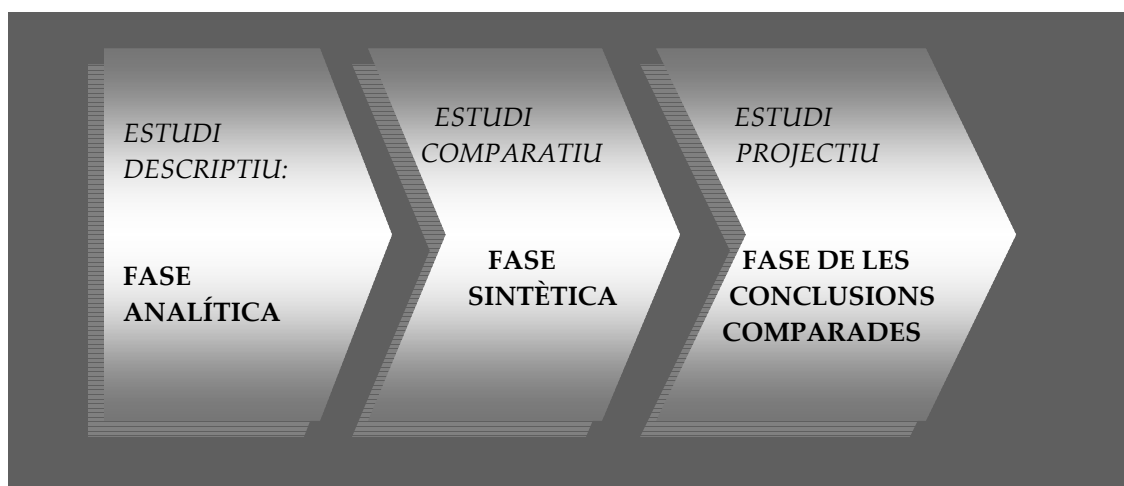 ESTUDI
DESCRIPTIU:
FASE
ANALÍTICA
ESTUDI
COMPARATIU
FASE
SINTÈTICA
ESTUDI
PROJECTIU
FASE DE LES
CONCLUSIONS
COMPARADES